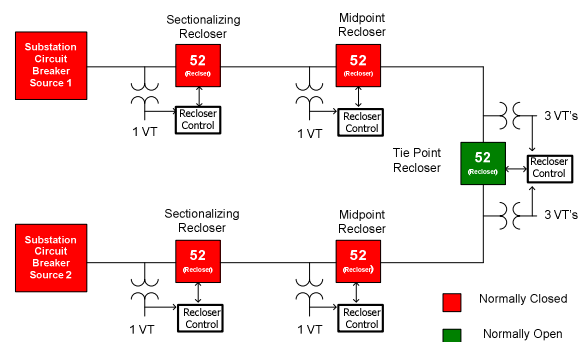 Sectionalizing
Recloser
Midpoint
Recloser
Substation
Circuit
Breaker
Source 1
52
(Recloser)
52
(Recloser)
Recloser
Control
1 VT
Recloser
Control
1 VT
3 VT's
Tie Point
Recloser
52
(Recloser)
Recloser
Control
3 VT's
Sectionalizing
Recloser
Midpoint
Recloser
Substation
Circuit
Breaker
Source 2
52
(Recloser)
52
(Recloser)
Recloser
Control
1 VT
Recloser
Control
1 VT
Normally Closed
Normally Open